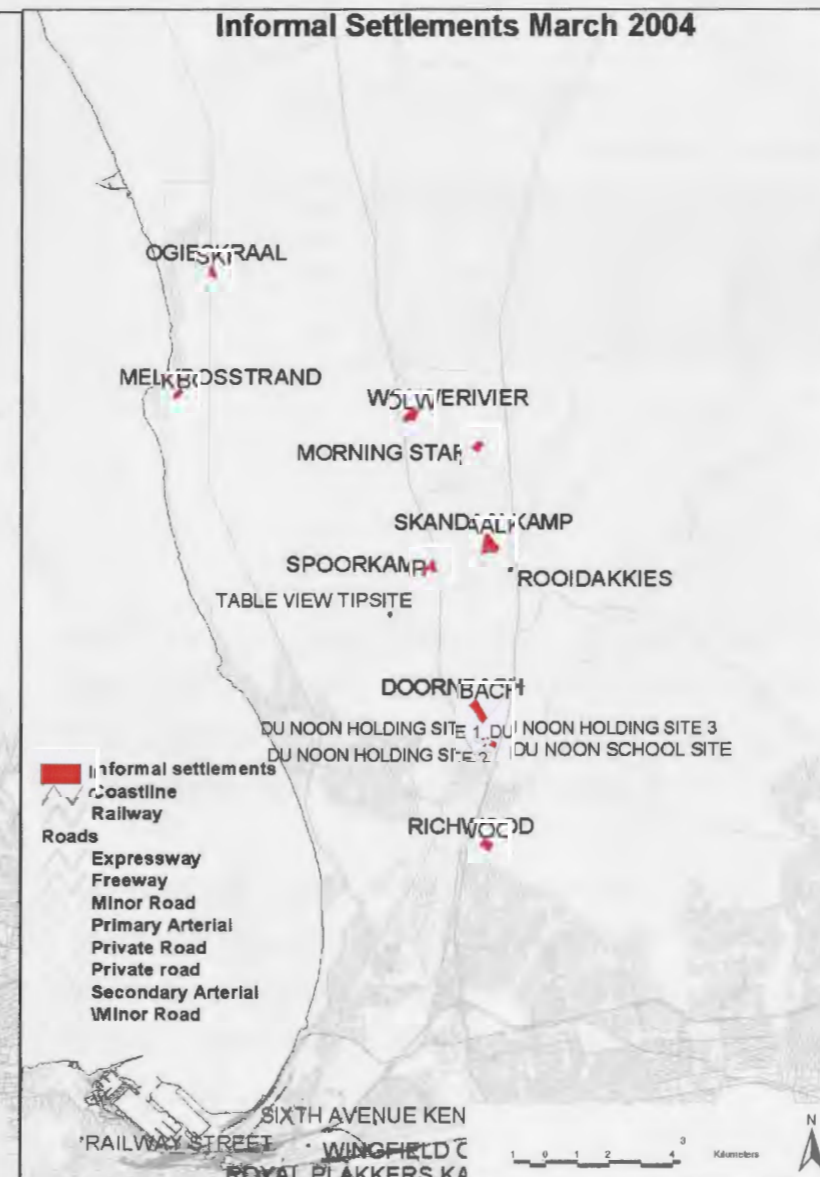 Informal Settlements March 2004
OGIESKRAAL
MELKBOSSTRAND
WOLWERIVIER
MORNING STAR
SKANDAALKAMP
SPOORKAMP
ROOIDAKKIES
TABLE VIEW TIPSITE
DOORNBACH
DU NOON HOLDING SITE 1
DU NOON HOLDING SITE 3
DU NOON HOLDING SITE 2
DU NOON SCHOOL SITE
RICHWOOD
Informal settlements
Coastline
Railway
Roads
Expressway
Freeway
Minor Road
Primary Arterial
Private Road
Private road
Secondary Arterial
Minor Road
SIXTH AVENUE KEN
RAILWAY STREET
WINGFIELD C
ROYAL PLAKKERS KA
1 0 1 2 3 4 Kilometers
N